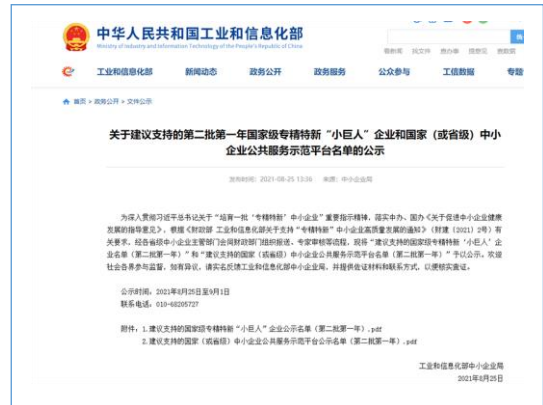 中华人民共和国工业和信息化部
Ministry of Industry and Information Technology of the People's Republic of China
看新闻 找文件 查办事 提意见 查数据
工业和信息化部 新闻动态 政务公开 政务服务 公众参与 工信数据 专题
首页 > 政务公开 > 文件公示
关于建议支持的第二批第一年国家级专精特新“小巨人”企业和国家（或省级）中小
企业公共服务示范平台名单的公示
发布时间：2021-08-25 13:06 来源：中小企业局
为深入贯彻习近平总书记关于“培育一批‘专精特新’中小企业”重要指示精神，落实中办、国办《关于促进中小企业健康
发展的指导意见》，根据《财政部 工业和信息化部关于支持“专精特新”中小企业高质量发展的通知》（财建〔2021〕2号）有
关要求，经各省级中小企业主管部门会同财政部门组织报送、专家审核等流程，现将“建议支持的国家级专精特新‘小巨人’企
业名单（第二批第一年）”和“建议支持的国家（或省级）中小企业公共服务示范平台名单（第二批第一年）”予以公示。欢迎
社会各界参与监督，如有异议，请实名反馈工业和信息化部中小企业局，并提供佐证材料和联系方式，以便核实查证。
公示时间：2021年8月25日至9月1日
联系电话：010-68205727
附件：1.建议支持的国家级专精特新“小巨人”企业公示名单（第二批第一年）.pdf
2.建议支持的国家（或省级）中小企业公共服务示范平台公示名单（第二批第一年）.pdf
工业和信息化部中小企业局
2021年8月25日